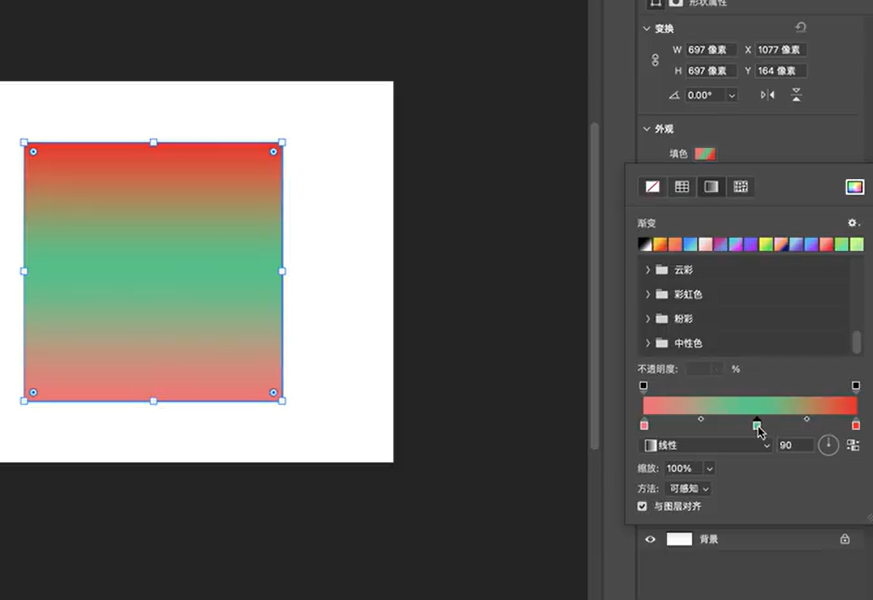 形状属性
变换
W 697 像素 X 1077 像素
H 697 像素 Y 164 像素
0.00°
外观
填色
渐变
云彩
彩虹色
粉彩
中性色
不透明度: %
线性 90
缩放: 100%
方法: 可感知
与图层对齐
背景